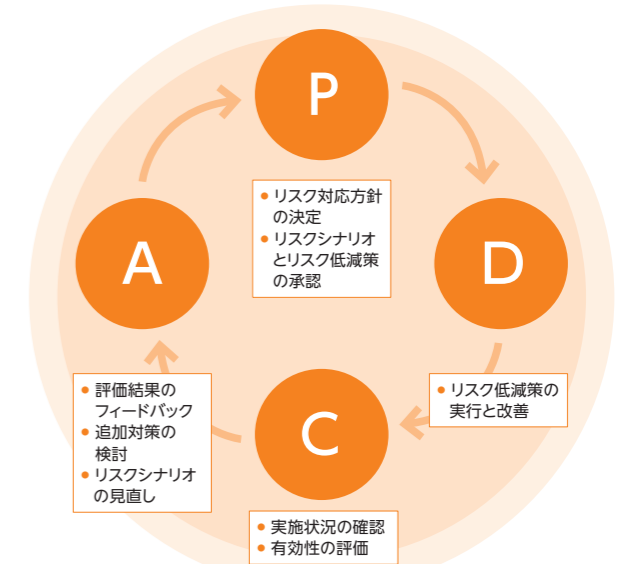 P
• リスク対応方針
の決定
• リスクシナリオ
とリスク低減策
の承認
D
• リスク低減策の
実行と改善
C
• 実施状況の確認
• 有効性の評価
A
• 評価結果の
フィードバック
• 追加対策の
検討
• リスクシナリオ
の見直し